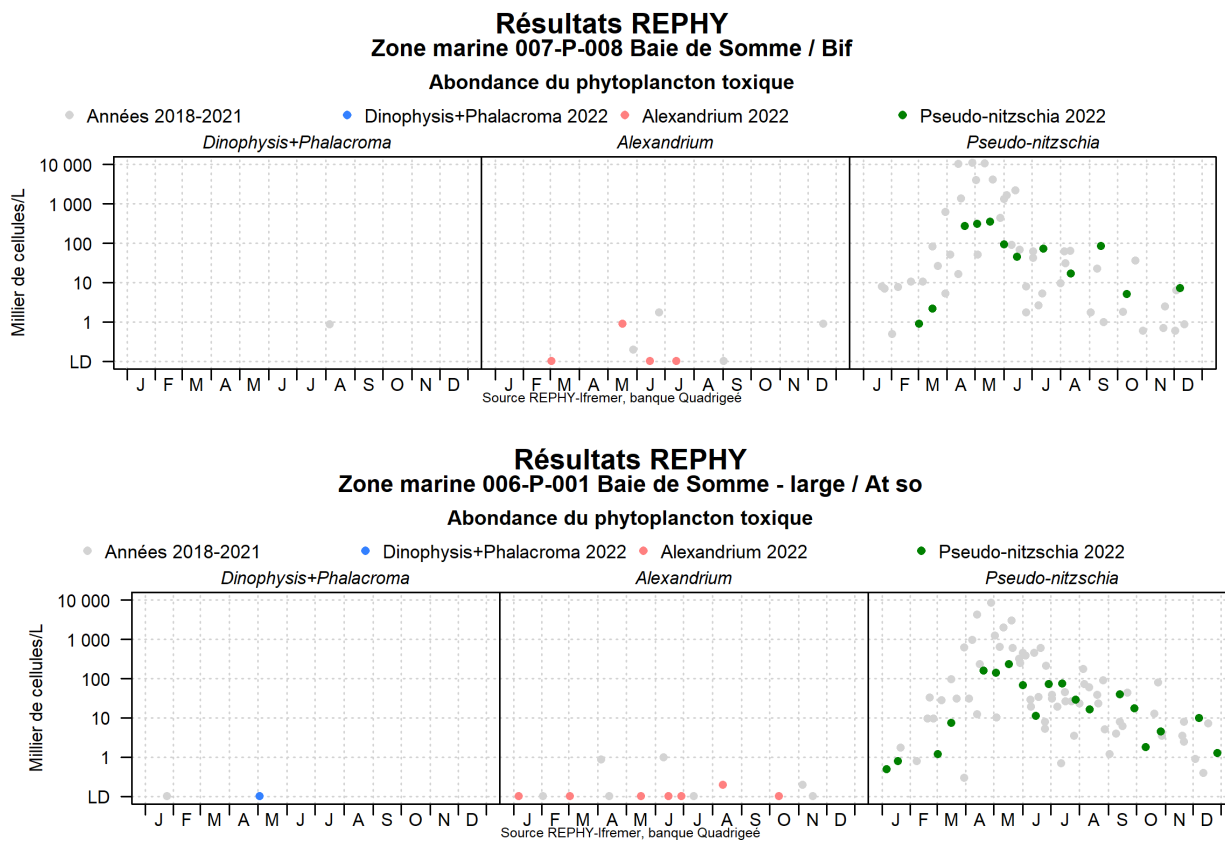 Résultats REPHY
Zone marine 007-P-008 Baie de Somme / Bif
Abondance du phytoplancton toxique
Années 2018-2021 Dinophysis+Phalacroma 2022 Alexandrium 2022 Pseudo-nitzschia 2022
Dinophysis+Phalacroma Alexandrium Pseudo-nitzschia
Millier de cellules/L
10 000
1 000
100
10
1
LD
J F M A M J J A S O N D J F M A M J J A S O N D J F M A M J J A S O N D
Source REPHY-Ifremer, banque Quadrigeé
Résultats REPHY
Zone marine 006-P-001 Baie de Somme - large / At so
Abondance du phytoplancton toxique
Années 2018-2021 Dinophysis+Phalacroma 2022 Alexandrium 2022 Pseudo-nitzschia 2022
Dinophysis+Phalacroma Alexandrium Pseudo-nitzschia
Millier de cellules/L
10 000
1 000
100
10
1
LD
J F M A M J J A S O N D J F M A M J J A S O N D J F M A M J J A S O N D
Source REPHY-Ifremer, banque Quadrigeé